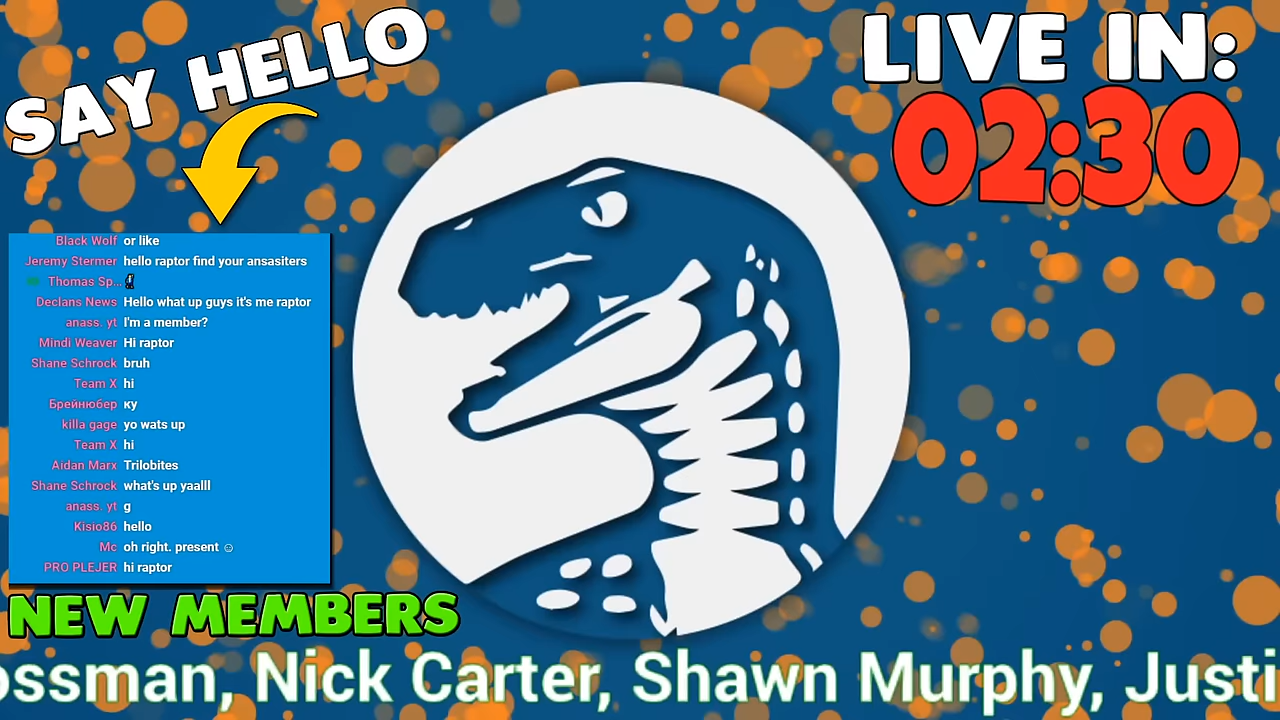 SAY HELLO
LIVE IN:
02:30
Black Wolf or like
Jeremy Stermer hello raptor find your ansasiters
Thomas Sp...
Declans News Hello what up guys it's me raptor
anass. yt I'm a member?
Mindi Weaver Hi raptor
Shane Schrock bruh
Team X hi
Брейнюбер ку
killa gage yo wats up
Team X hi
Aidan Marx Trilobites
Shane Schrock what's up yaalll
anass. yt g
Kisio86 hello
Mc oh right. present ☺
PRO PLEJER hi raptor
NEW MEMBERS
ossman, Nick Carter, Shawn Murphy, Justi